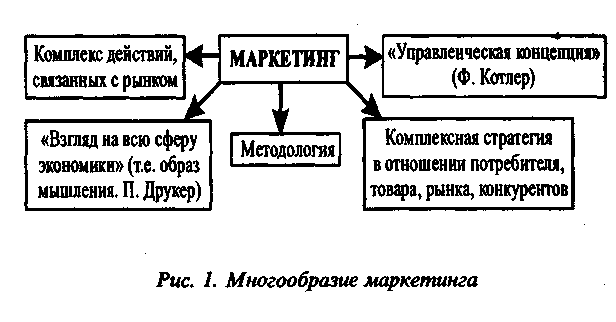 Комплекс действий,
связанных с рынком
МАРКЕТИНГ
«Управленческая концепция»
(Ф. Котлер)
«Взгляд на всю сферу
экономики» (т.е. образ
мышления. П. Друкер)
Методология
Комплексная стратегия
в отношении потребителя,
товара, рынка, конкурентов
Рис. 1. Многообразие маркетинга